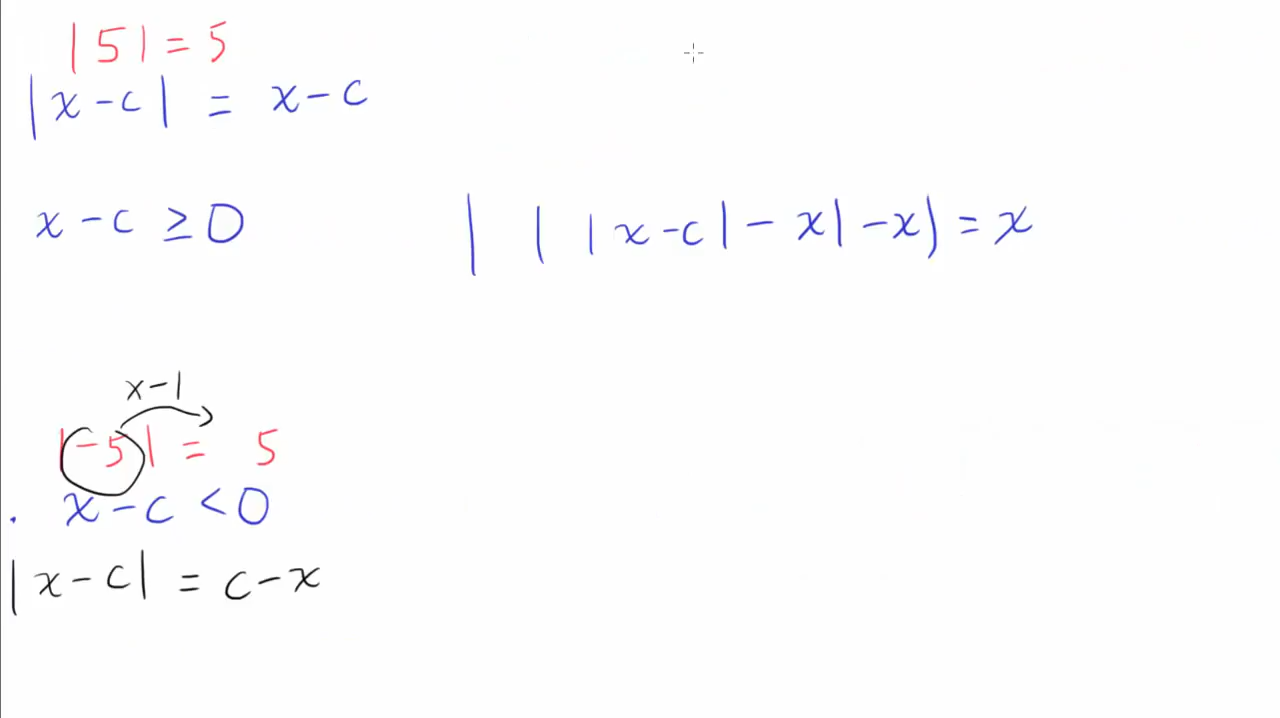 |5| = 5
|x-c| = x-c
x-c ≥ 0
| | |x-c| - x| -x| = x
x-1
|-5| = 5
. x-c < 0
|x-c| = c-x